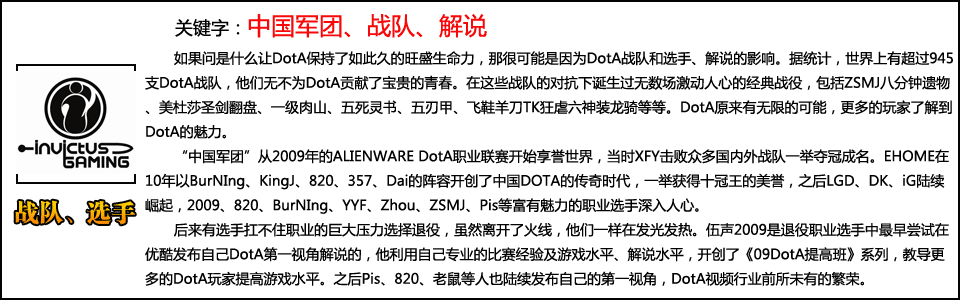 关键字：中国军团、战队、解说
如果问是什么让DotA保持了如此久的旺盛生命力，那很可能是因为DotA战队和选手、解说的影响。据统计，世界上有超过945
支DotA战队，他们无不为DotA贡献了宝贵的青春。在这些战队的对抗下诞生过无数场激动人心的经典战役，包括ZSMJ八分钟遗物
、美杜莎圣剑翻盘、一级肉山、五死灵书、五刃甲、飞鞋羊刀TK狂虐六神装龙骑等等。DotA原来有无限的可能，更多的玩家了解到
DotA的魅力。
“中国军团”从2009年的ALIENWARE DotA职业联赛开始享誉世界，当时XFY击败众多国内外战队一举夺冠成名。EHOME在
10年以BurNIng、KingJ、820、357、Dai的阵容开创了中国DOTA的传奇时代，一举获得十冠王的美誉，之后LGD、DK、iG陆续
崛起，2009、820、BurNIng、YYF、Zhou、ZSMJ、Pis等富有魅力的职业选手深入人心。
后来有选手扛不住职业的巨大压力选择退役，虽然离开了火线，他们一样在发光发热。伍声2009是退役职业选手中最早尝试在
优酷发布自己DotA第一视角解说的，他利用自己专业的比赛经验及游戏水平、解说水平，开创了《09DotA提高班》系列，教导更
多的DotA玩家提高游戏水平。之后Pis、820、老鼠等人也陆续发布自己的第一视角，DotA视频行业前所未有的繁荣。
invictus
GAMING
战队、选手